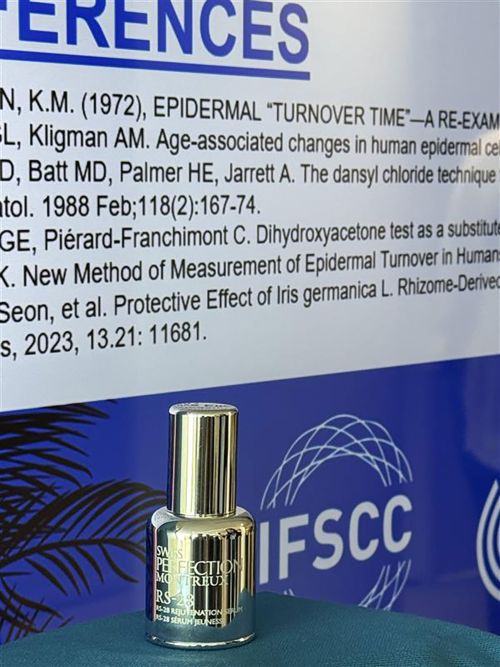 ERENCES
N, K.M. (1972), EPIDERMAL “TURNOVER TIME”—A RE-EXAM
L, Kligman AM. Age-associated changes in human epidermal cel
D, Batt MD, Palmer HE, Jarrett A. The dansyl chloride technique
atol. 1988 Feb;118(2):167-74.
GE, Piérard-Franchimont C. Dihydroxyacetone test as a substitute
K. New Method of Measurement of Epidermal Turnover in Humans
Seon, et al. Protective Effect of Iris germanica L. Rhizome-Derived
s, 2023, 13.21: 11681.
IFSCC
SWISS
PERFECTION
MONTREUX
RS-28
RS-28 REJUVENATION SERUM
RS-28 SÉRUM JEUNESSE